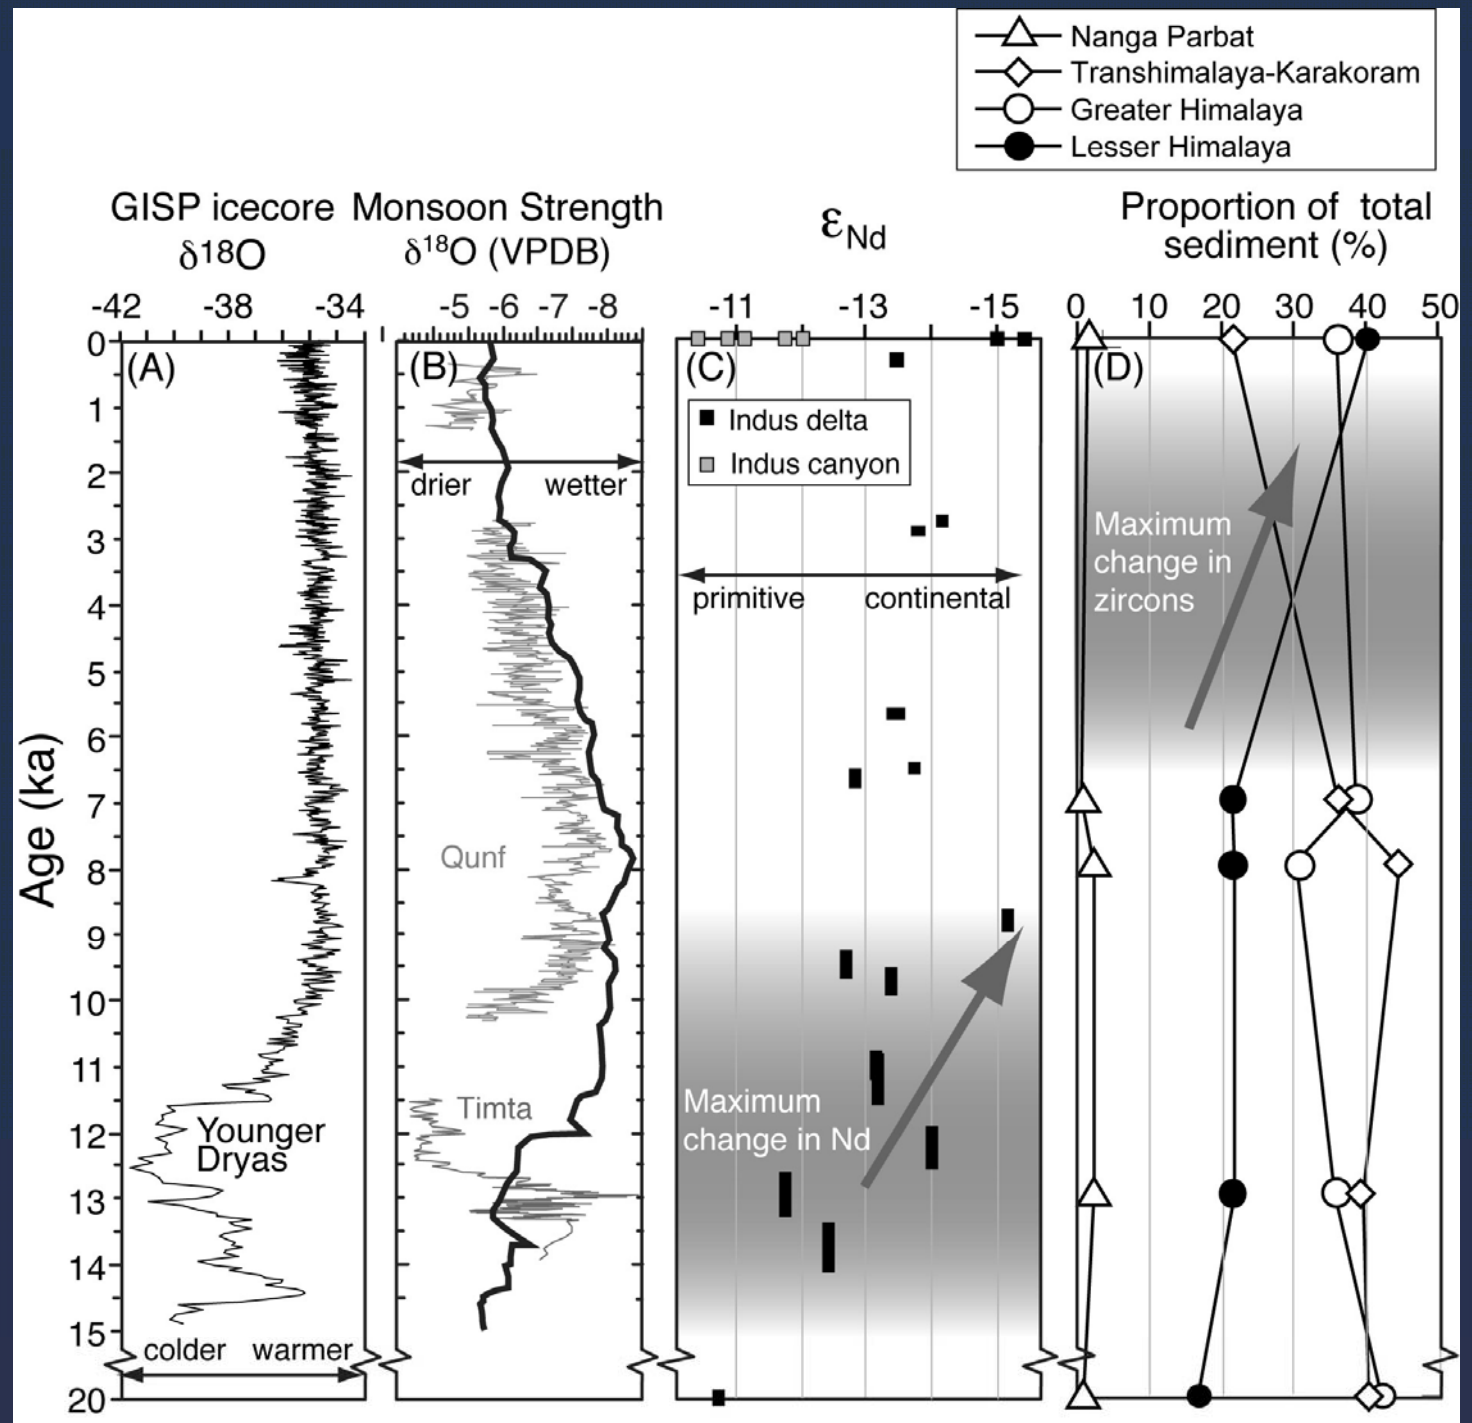 Nanga Parbat
Transhimalaya-Karakoram
Greater Himalaya
Lesser Himalaya
GISP icecore
δ18O
Monsoon Strength
δ¹⁸O (VPDB)
εNd
Proportion of total
sediment (%)
-42 -38 -34
-5 -6 -7 -8
-11 -13 -15
0 10 20 30 40 50
Age (ka)
0
1
2
3
4
5
6
7
8
9
10
11
12
13
14
15
20
(A)
Younger
Dryas
colder warmer
(B)
drier wetter
Qunf
Timta
(C)
Indus delta
Indus canyon
primitive continental
Maximum
change in Nd
(D)
Maximum
change in
zircons